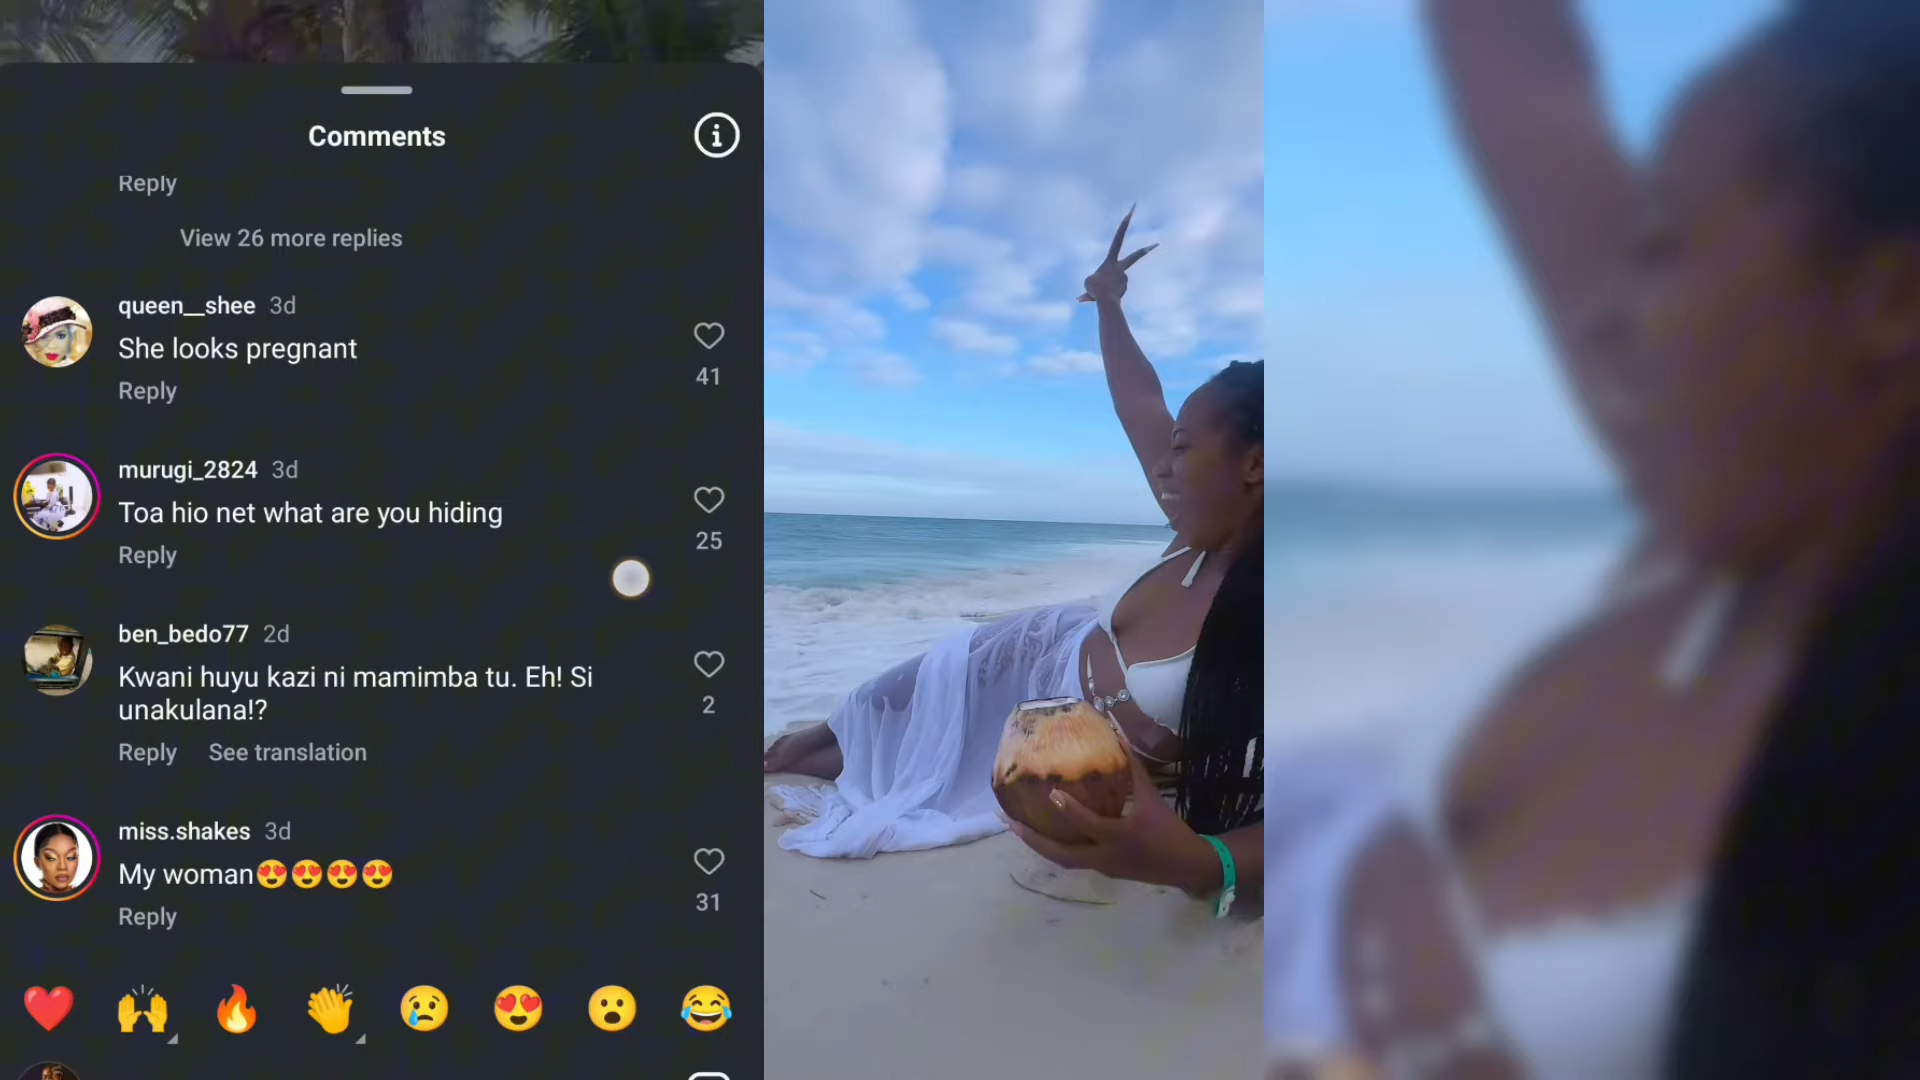 Comments
Reply
View 26 more replies
queen__shee 3d
She looks pregnant
41
Reply
murugi_2824 3d
Toa hio net what are you hiding
25
Reply
ben_bedo77 2d
Kwani huyu kazi ni mamimba tu. Eh! Si
unakulana!?
2
Reply See translation
miss.shakes 3d
My woman😍😍😍😍
31
Reply